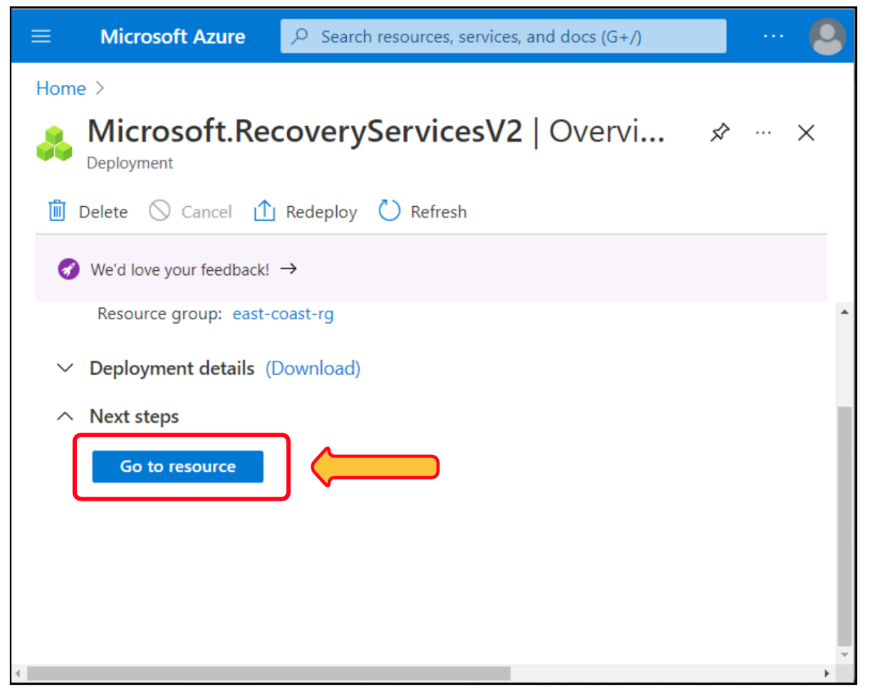 Microsoft Azure
Search resources, services, and docs (G+/)
Home >
Microsoft.RecoveryServicesV2 | Overvi...
Deployment
Delete Cancel Redeploy Refresh
We'd love your feedback! →
Resource group: east-coast-rg
Deployment details (Download)
Next steps
Go to resource